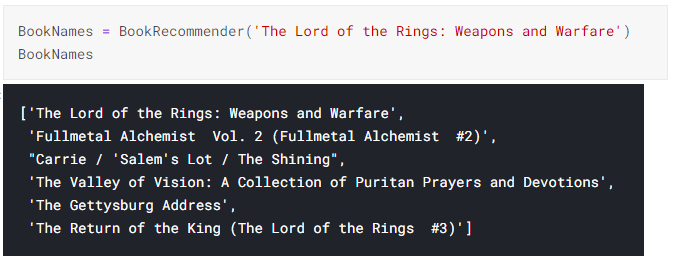 BookNames = BookRecommender('The Lord of the Rings: Weapons and Warfare')
BookNames
['The Lord of the Rings: Weapons and Warfare',
'Fullmetal Alchemist  Vol. 2 (Fullmetal Alchemist  #2)',
"Carrie / 'Salem's Lot / The Shining",
'The Valley of Vision: A Collection of Puritan Prayers and Devotions',
'The Gettysburg Address',
'The Return of the King (The Lord of the Rings  #3)']